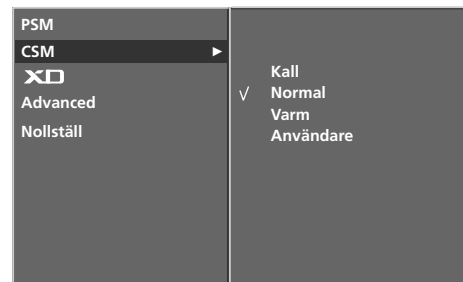 PSM
CSM
XD
Advanced
Nollställ
Kall
√ Normal
Varm
Användare